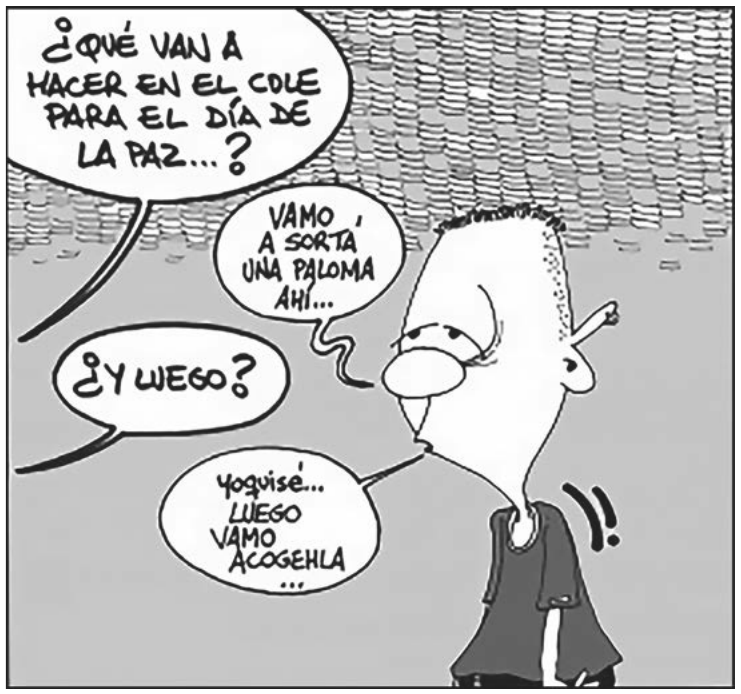 ¿QUÉ VAN A
HACER EN EL COLE
PARA EL DÍA DE
LA PAZ...?
VAMO
A SORTÁ
UNA PALOMA
AHÍ...
¿Y LUEGO?
Yoquisé...
LUEGO
VAMO
ACOGEHLA
...